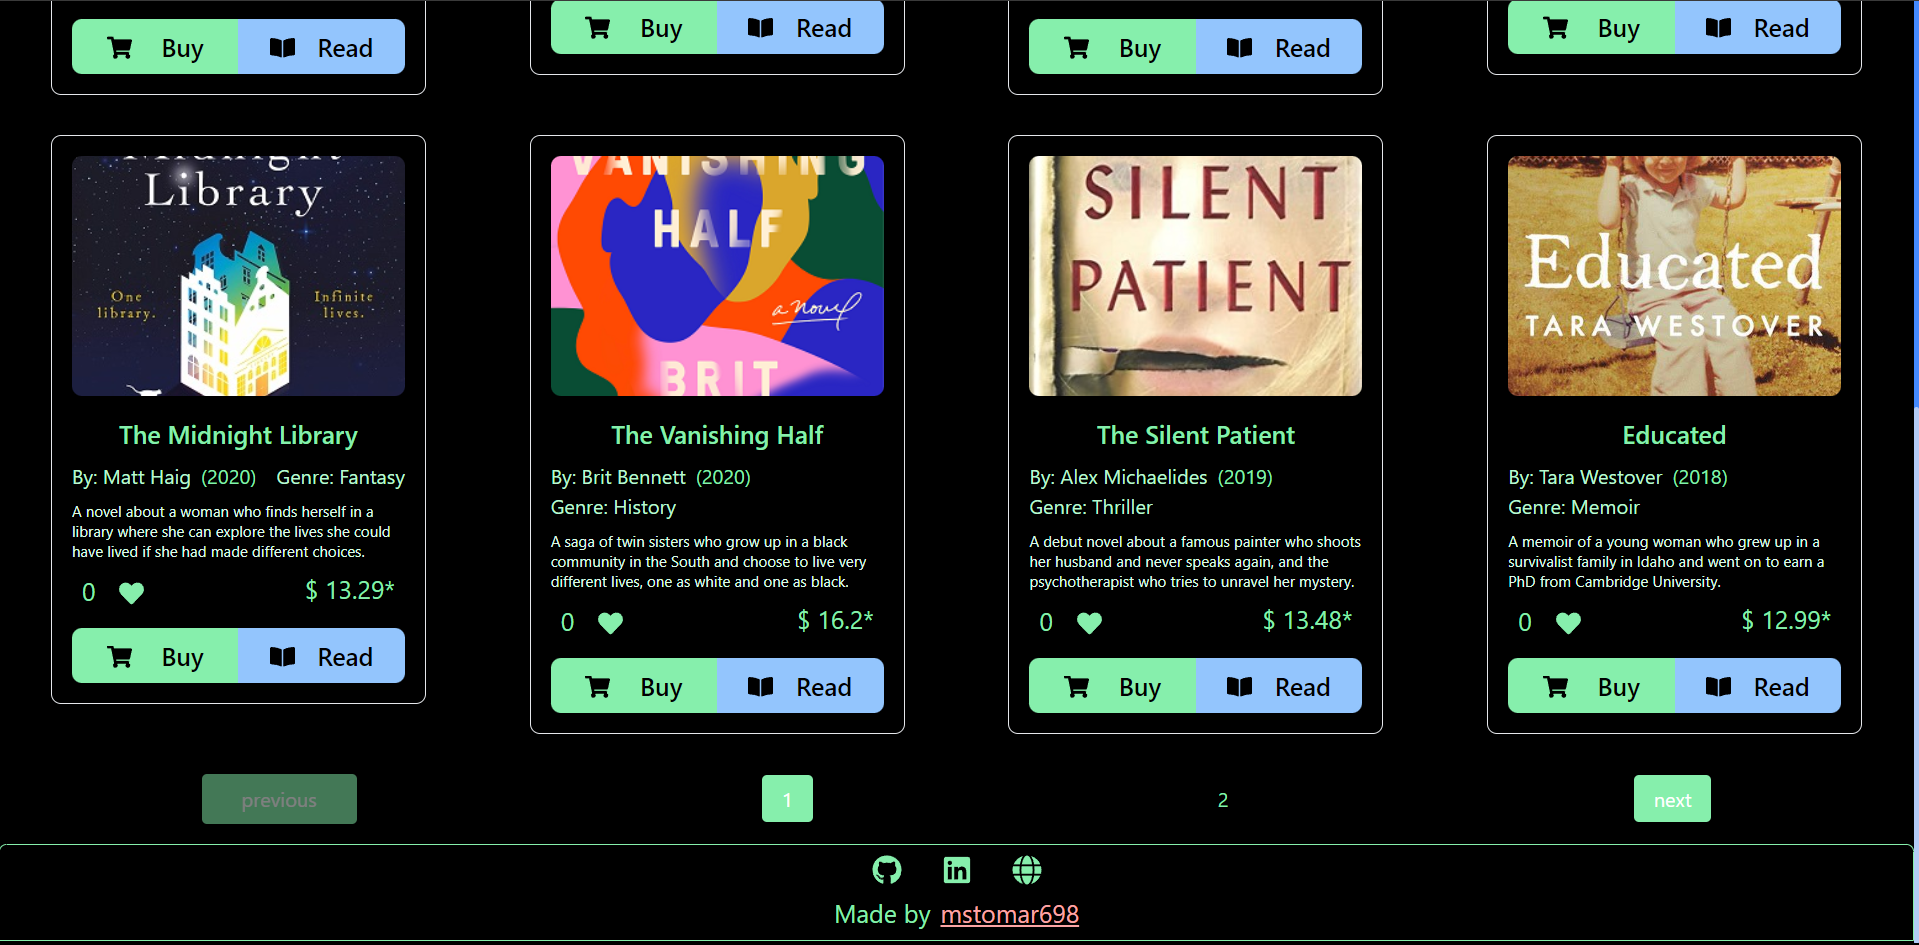 Buy Read
Buy Read
Buy Read
Buy Read
Midnight
Library
One
library.
Infinite
lives.
The Midnight Library
By: Matt Haig (2020) Genre: Fantasy
A novel about a woman who finds herself in a
library where she can explore the lives she could
have lived if she had made different choices.
0 $ 13.29*
Buy Read
VANISHING
HALF
a novel
BRIT
The Vanishing Half
By: Brit Bennett (2020)
Genre: History
A saga of twin sisters who grow up in a black
community in the South and choose to live very
different lives, one as white and one as black.
0 $ 16.2*
Buy Read
SILENT
PATIENT
The Silent Patient
By: Alex Michaelides (2019)
Genre: Thriller
A debut novel about a famous painter who shoots
her husband and never speaks again, and the
psychotherapist who tries to unravel her mystery.
0 $ 13.48*
Buy Read
Educated
TARA WESTOVER
Educated
By: Tara Westover (2018)
Genre: Memoir
A memoir of a young woman who grew up in a
survivalist family in Idaho and went on to earn a
PhD from Cambridge University.
0 $ 12.99*
Buy Read
previous 1 2 next
Made by mstomar698